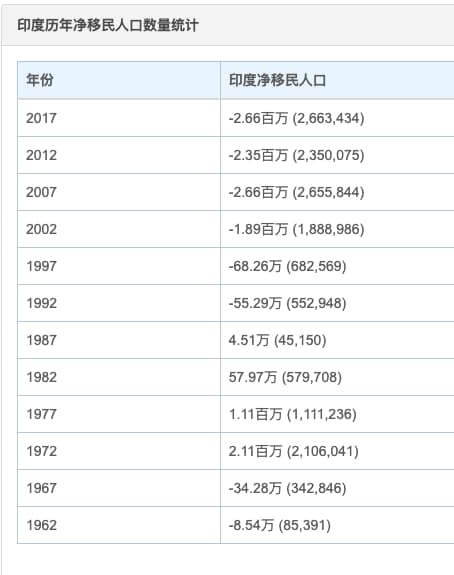 印度历年净移民人口数量统计
年份 印度净移民人口
2017 -2.66百万 (2,663,434)
2012 -2.35百万 (2,350,075)
2007 -2.66百万 (2,655,844)
2002 -1.89百万 (1,888,986)
1997 -68.26万 (682,569)
1992 -55.29万 (552,948)
1987 4.51万 (45,150)
1982 57.97万 (579,708)
1977 1.11百万 (1,111,236)
1972 2.11百万 (2,106,041)
1967 -34.28万 (342,846)
1962 -8.54万 (85,391)